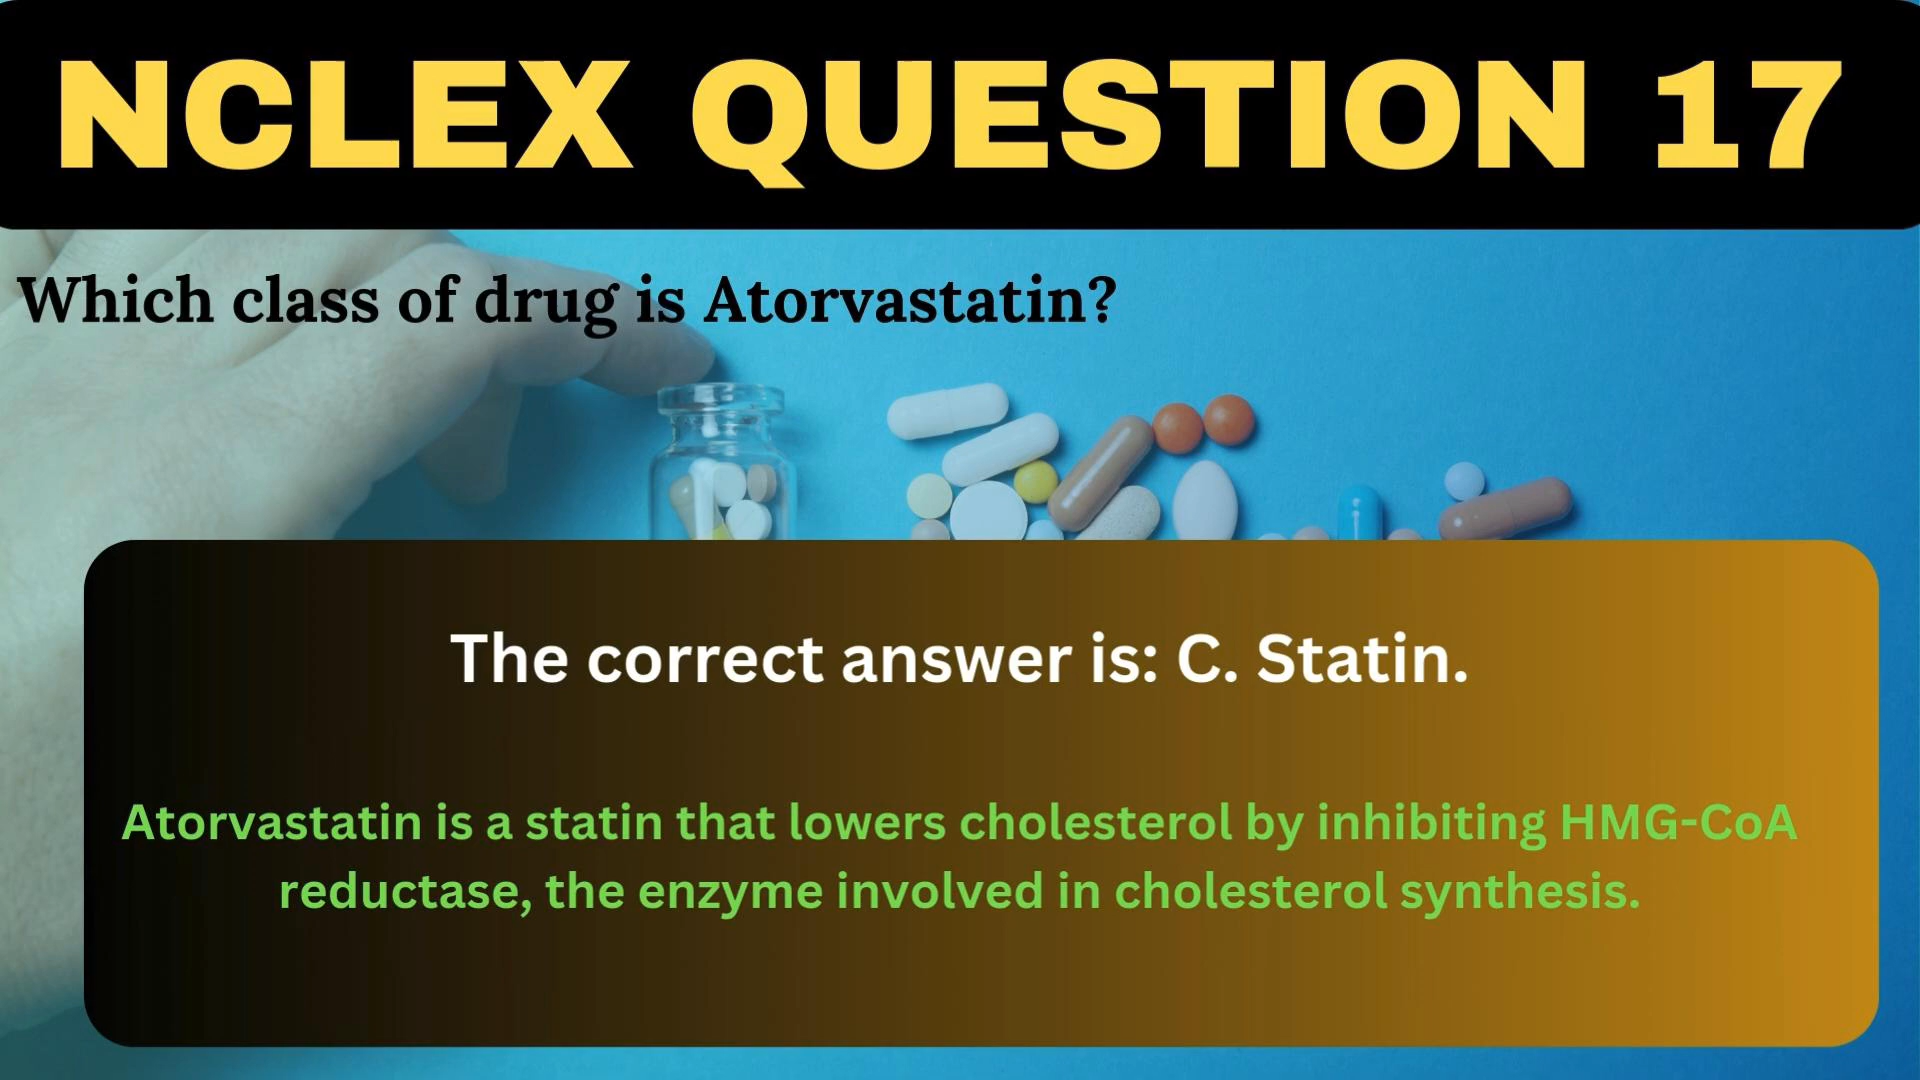 NCLEX QUESTION 17
Which class of drug is Atorvastatin?
The correct answer is: C. Statin.
Atorvastatin is a statin that lowers cholesterol by inhibiting HMG-CoA
reductase, the enzyme involved in cholesterol synthesis.